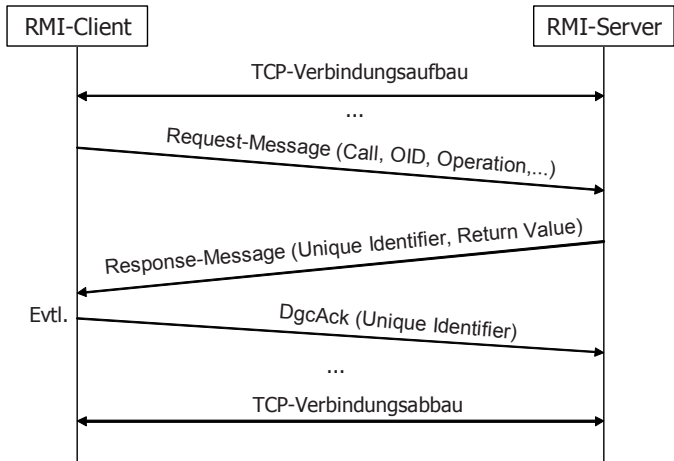 RMI-Client
RMI-Server
TCP-Verbindungsaufbau
...
Request-Message (Call, OID, Operation,...)
Response-Message (Unique Identifier, Return Value)
Evtl.
DgcAck (Unique Identifier)
...
TCP-Verbindungsabbau